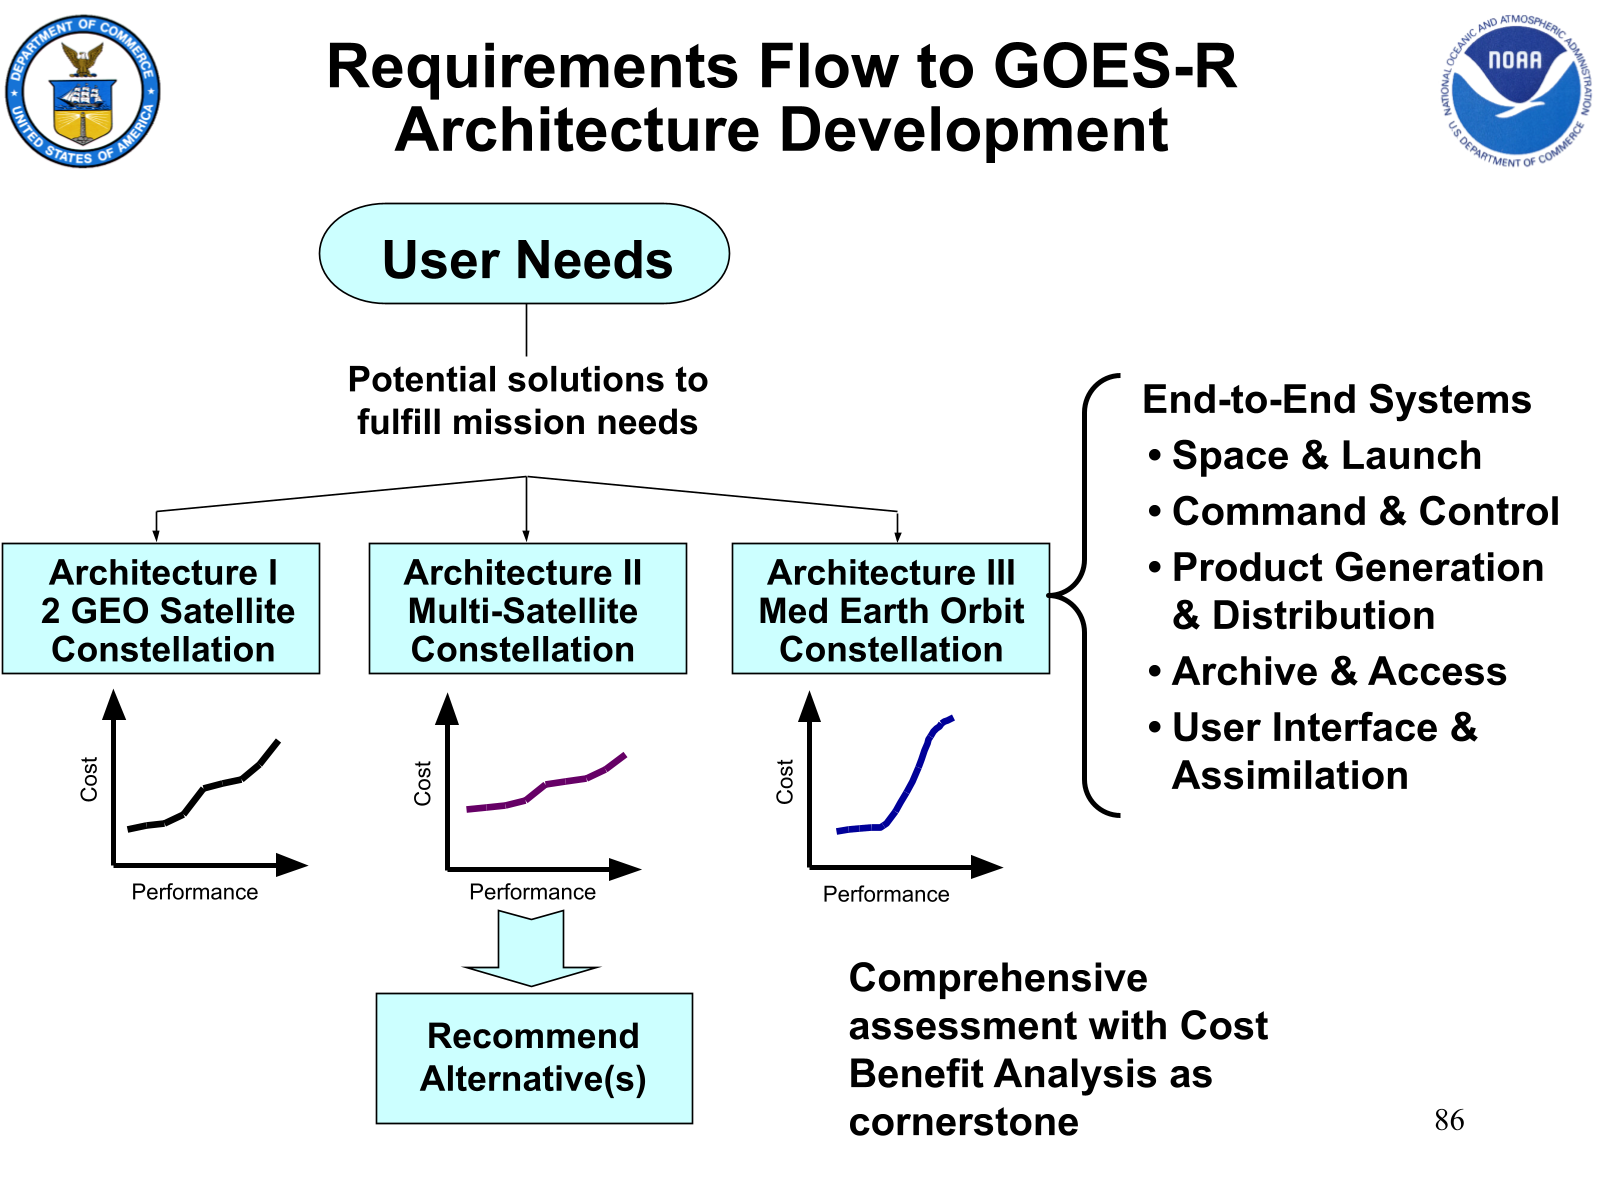 DEPARTMENT OF COMMERCE
UNITED STATES OF AMERICA
Requirements Flow to GOES-R
Architecture Development
NATIONAL OCEANIC AND ATMOSPHERIC ADMINISTRATION
NOAA
U.S. DEPARTMENT OF COMMERCE
User Needs
Potential solutions to
fulfill mission needs
Architecture I
2 GEO Satellite
Constellation
Architecture II
Multi-Satellite
Constellation
Architecture III
Med Earth Orbit
Constellation
End-to-End Systems
• Space & Launch
• Command & Control
• Product Generation
& Distribution
• Archive & Access
• User Interface &
Assimilation
Cost
Performance
Cost
Performance
Cost
Performance
Recommend
Alternative(s)
Comprehensive
assessment with Cost
Benefit Analysis as
cornerstone
86